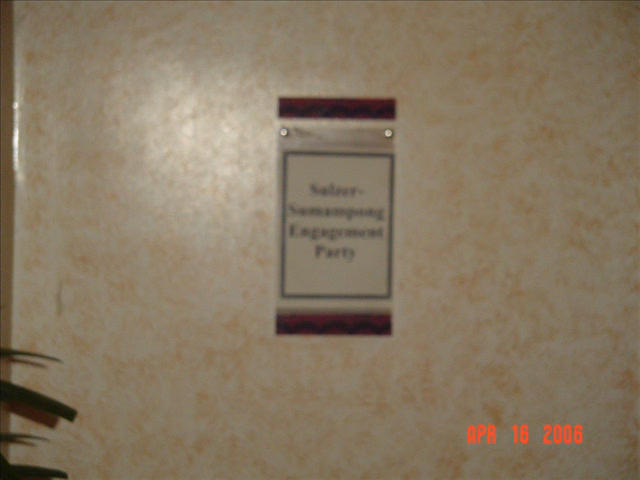 Sulzer-
Sumampong
Engagement
Party
APR 16 2006